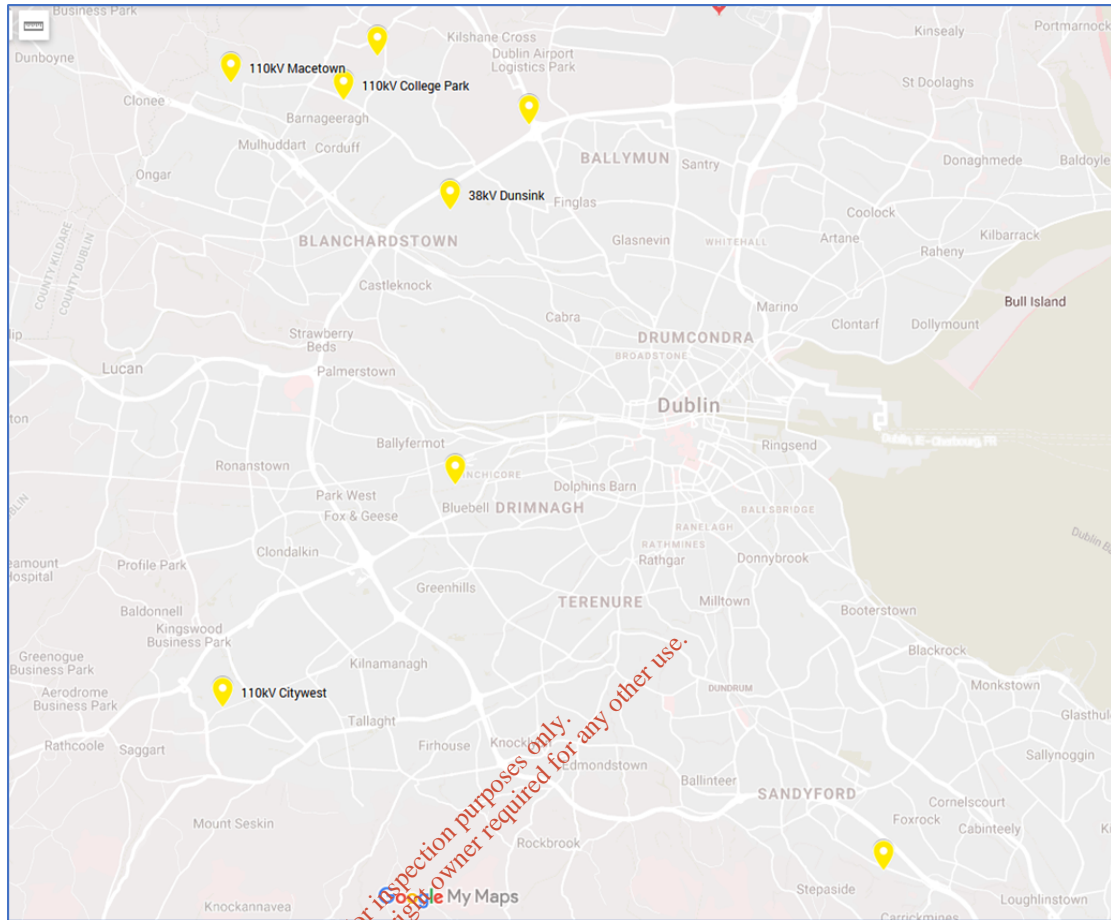 Business Park
Kilshane Cross
Kinsealy
Portmarnock
Dunboyne
Dublin Airport
Logistics Park
110kV Macetown
110kV College Park
St Doolaghs
Clonee
Barnageeragh
Mulhuddart
Corduff
BALLYMUN
Santry
Donaghmede
Baldoyle
Ongar
38kV Dunsink
Finglas
Coolock
Kilbarrack
BLANCHARDSTOWN
Glasnevin
WHITEHALL
Artane
Raheny
COUNTY KILDARE
COUNTY DUBLIN
Castleknock
Bull Island
Marino
Cabra
Clontarf
Dollymount
Strawberry
Beds
DRUMCONDRA
BROADSTONE
Lucan
Palmerstown
Dublin
Ballyfermot
Ringsend
Dublin, IE - Cherbourg, FR
Ronanstown
INCHICORE
Dolphins Barn
Park West
Bluebell
DRIMNAGH
BALLSBRIDGE
Fox & Geese
RANELAGH
RATHMINES
Clondalkin
Rathgar
Donnybrook
Profile Park
Hospital
Greenhills
TERENURE
Milltown
Booterstown
Baldonnell
Kingswood
Business Park
Blackrock
Greenogue
Business Park
Kilnamanagh
Monkstown
Aerodrome
Business Park
110kV Citywest
DUNDRUM
Tallaght
Rathcoole
Saggart
Firhouse
Sallynoggin
Edmondstown
Ballinteer
SANDYFORD
Cornelscourt
Foxrock
Cabinteely
Mount Seskin
Rockbrook
Stepaside
Knockannavea
Google My Maps
Loughlinstown
Carrickmines
inspection purposes only.
owner required for any other use.